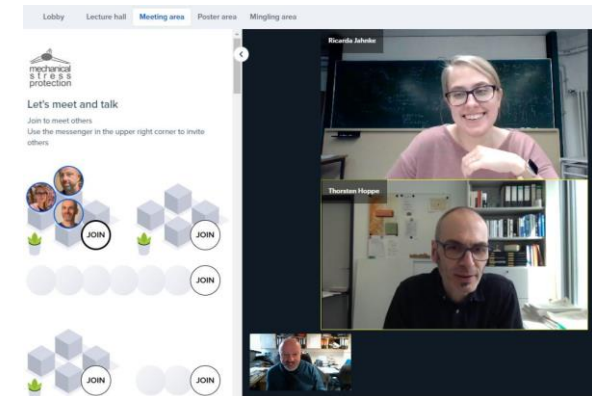 Lobby
Lecture hall
Meeting area
Poster area
Mingling area
mechanical
stress
protection
Let's meet and talk
Join to meet others
Use the messenger in the upper right corner to invite
others
JOIN
JOIN
JOIN
JOIN
JOIN
Ricarda Jahnke
Thorsten Hoppe